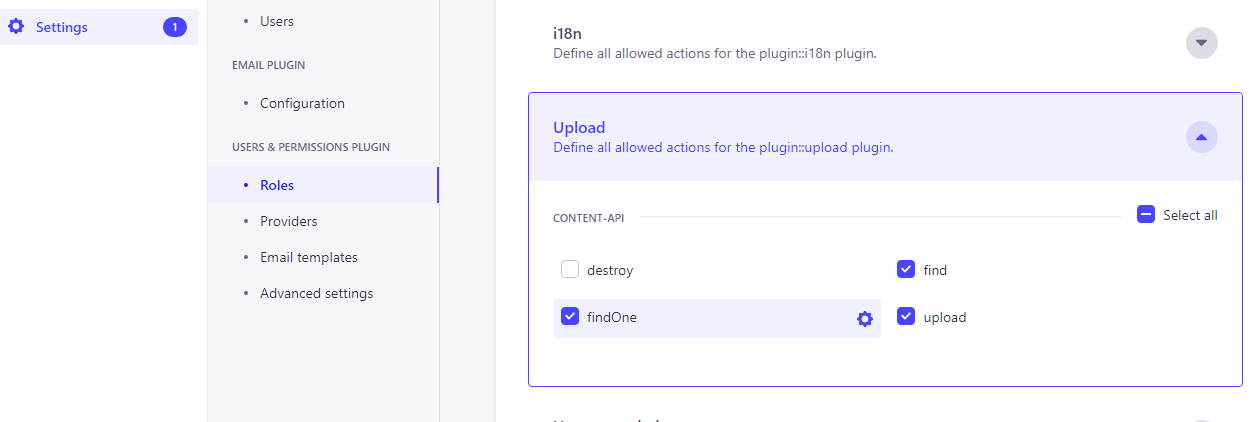 Settings
1
Users
EMAIL PLUGIN
Configuration
USERS & PERMISSIONS PLUGIN
Roles
Providers
Email templates
Advanced settings
i18n
Define all allowed actions for the plugin::i18n plugin.
Upload
Define all allowed actions for the plugin::upload plugin.
CONTENT-API
Select all
destroy
find
findOne
upload